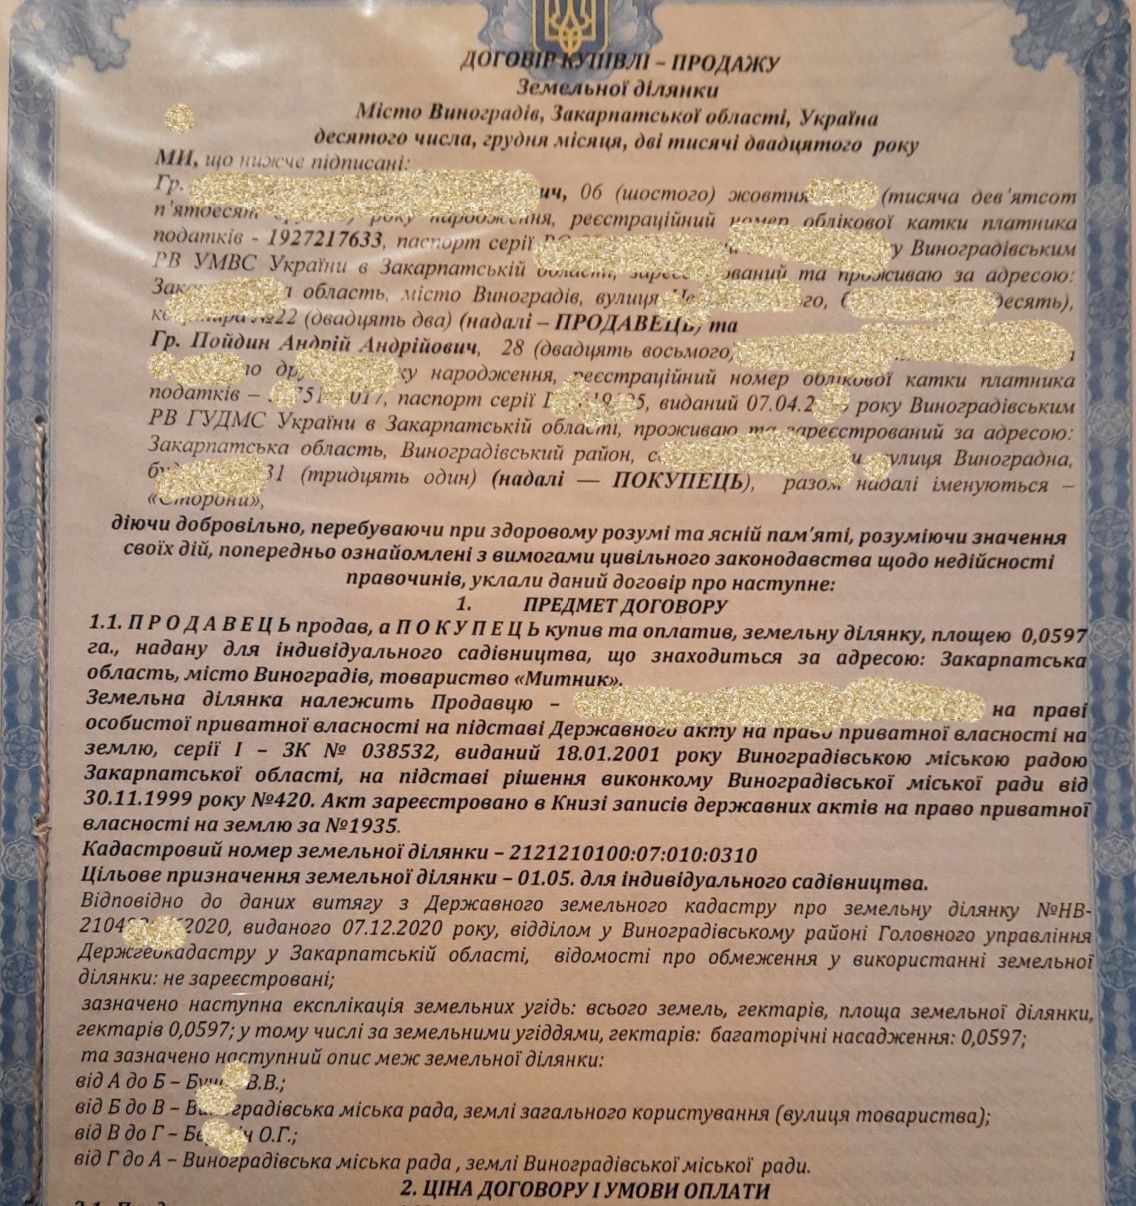 ДОГОВІР КУПІВЛІ – ПРОДАЖУ
Земельної ділянки
Місто Виноградів, Закарпатської області, Україна
десятого числа, грудня місяця, дві тисячі двадцятого року
МИ, що нижче підписані:
Гр. вич, 06 (шостого) жовтня (тисяча дев'ятсот
п'ятдесят року народження, реєстраційний номер облікової катки платника
податків - 1927217633, паспорт серії у Виноградівським
РВ УМВС України в Закарпатській області, та проживаю за адресою:
область, місто Виноградів, вулиця десять),
квартира №22 (двадцять два) (надалі – ПРОДАВЕЦЬ) та
Гр. Пойдин Андрій Андрійович, 28 (двадцять восьмого)
року народження, реєстраційний номер облікової катки платника
податків – паспорт серії виданий 07.04.2 року Виноградівським
РВ ГУДМС України в Закарпатській області, проживаю та зареєстрований за адресою:
Закарпатська область, Виноградівський район, с. вулиця Виноградна,
31 (тридцять один) (надалі — ПОКУПЕЦЬ), разом надалі іменуються –
«Сторони»,
діючи добровільно, перебуваючи при здоровому розумі та ясній пам'яті, розуміючи значення
своїх дій, попередньо ознайомлені з вимогами цивільного законодавства щодо недійсності
правочинів, уклали даний договір про наступне:
1. ПРЕДМЕТ ДОГОВОРУ
1.1. П Р О Д А В Е Ц Ь продав, а П О К У П Е Ц Ь купив та оплатив, земельну ділянку, площею 0,0597
га., надану для індивідуального садівництва, що знаходиться за адресою: Закарпатська
область, місто Виноградів, товариство «Митник».
Земельна ділянка належить Продавцю – на праві
особистої приватної власності на підставі Державного акту на право приватної власності на
землю, серії І – ЗК № 038532, виданий 18.01.2001 року Виноградівською міською радою
Закарпатської області, на підставі рішення виконкому Виноградівської міської ради від
30.11.1999 року №420. Акт зареєстровано в Книзі записів державних актів на право приватної
власності на землю за №1935.
Кадастровий номер земельної ділянки – 2121210100:07:010:0310
Цільове призначення земельної ділянки – 01.05. для індивідуального садівництва.
Відповідно до даних витягу з Державного земельного кадастру про земельну ділянку №НВ-
2104 2020, виданого 07.12.2020 року, відділом у Виноградівському районі Головного управління
Держгеокадастру у Закарпатській області, відомості про обмеження у використанні земельної
ділянки: не зареєстровані;
зазначено наступна експлікація земельних угідь: всього земель, гектарів, площа земельної ділянки,
гектарів 0,0597; у тому числі за земельними угіддями, гектарів: багаторічні насадження: 0,0597;
та зазначено наступний опис меж земельної ділянки:
від А до Б – В.В.;
від Б до В – Виноградівська міська рада, землі загального користування (вулиця товариства);
від В до Г – О.Г.;
від Г до А – Виноградівська міська рада , землі Виноградівської міської ради.
2. ЦІНА ДОГОВОРУ І УМОВИ ОПЛАТИ